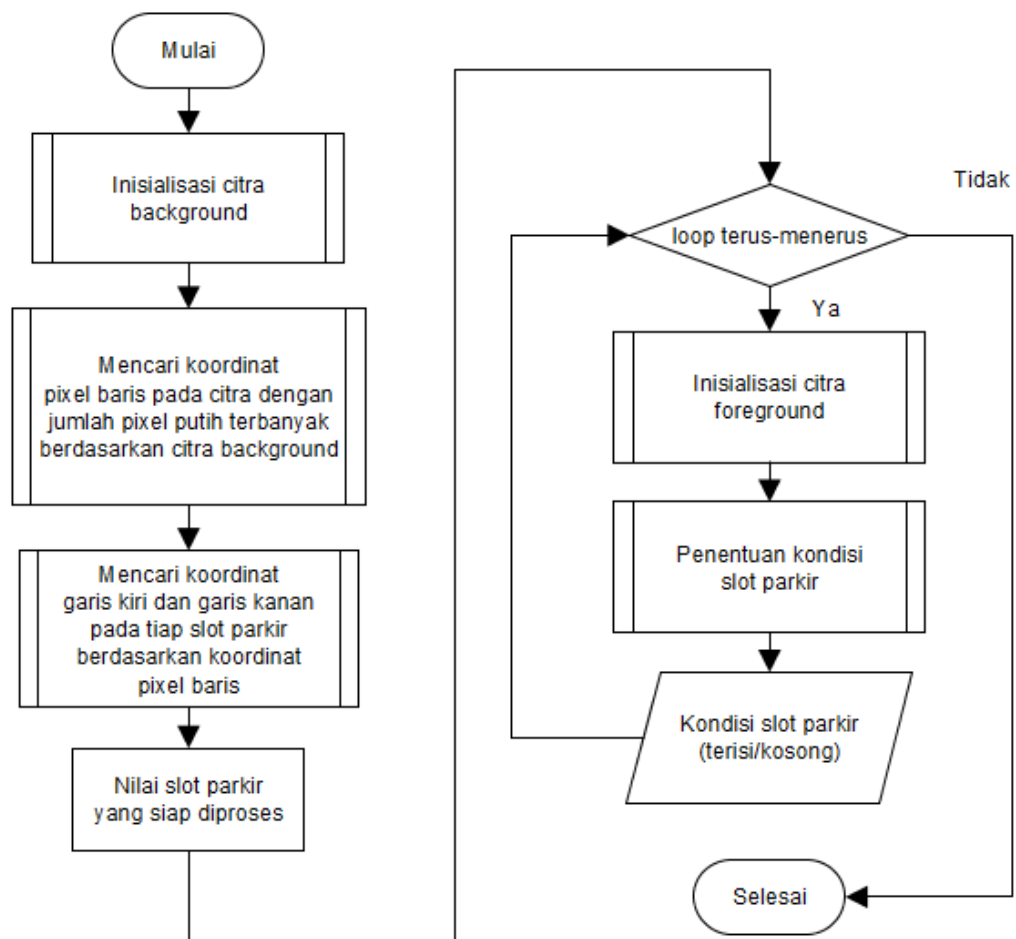 Mulai
Inisialisasi citra
background
Mencari koordinat
pixel baris pada citra dengan
jumlah pixel putih terbanyak
berdasarkan citra background
Mencari koordinat
garis kiri dan garis kanan
pada tiap slot parkir
berdasarkan koordinat
pixel baris
Nilai slot parkir
yang siap diproses
loop terus-menerus
Tidak
Ya
Inisialisasi citra
foreground
Penentuan kondisi
slot parkir
Kondisi slot parkir
(terisi/kosong)
Selesai